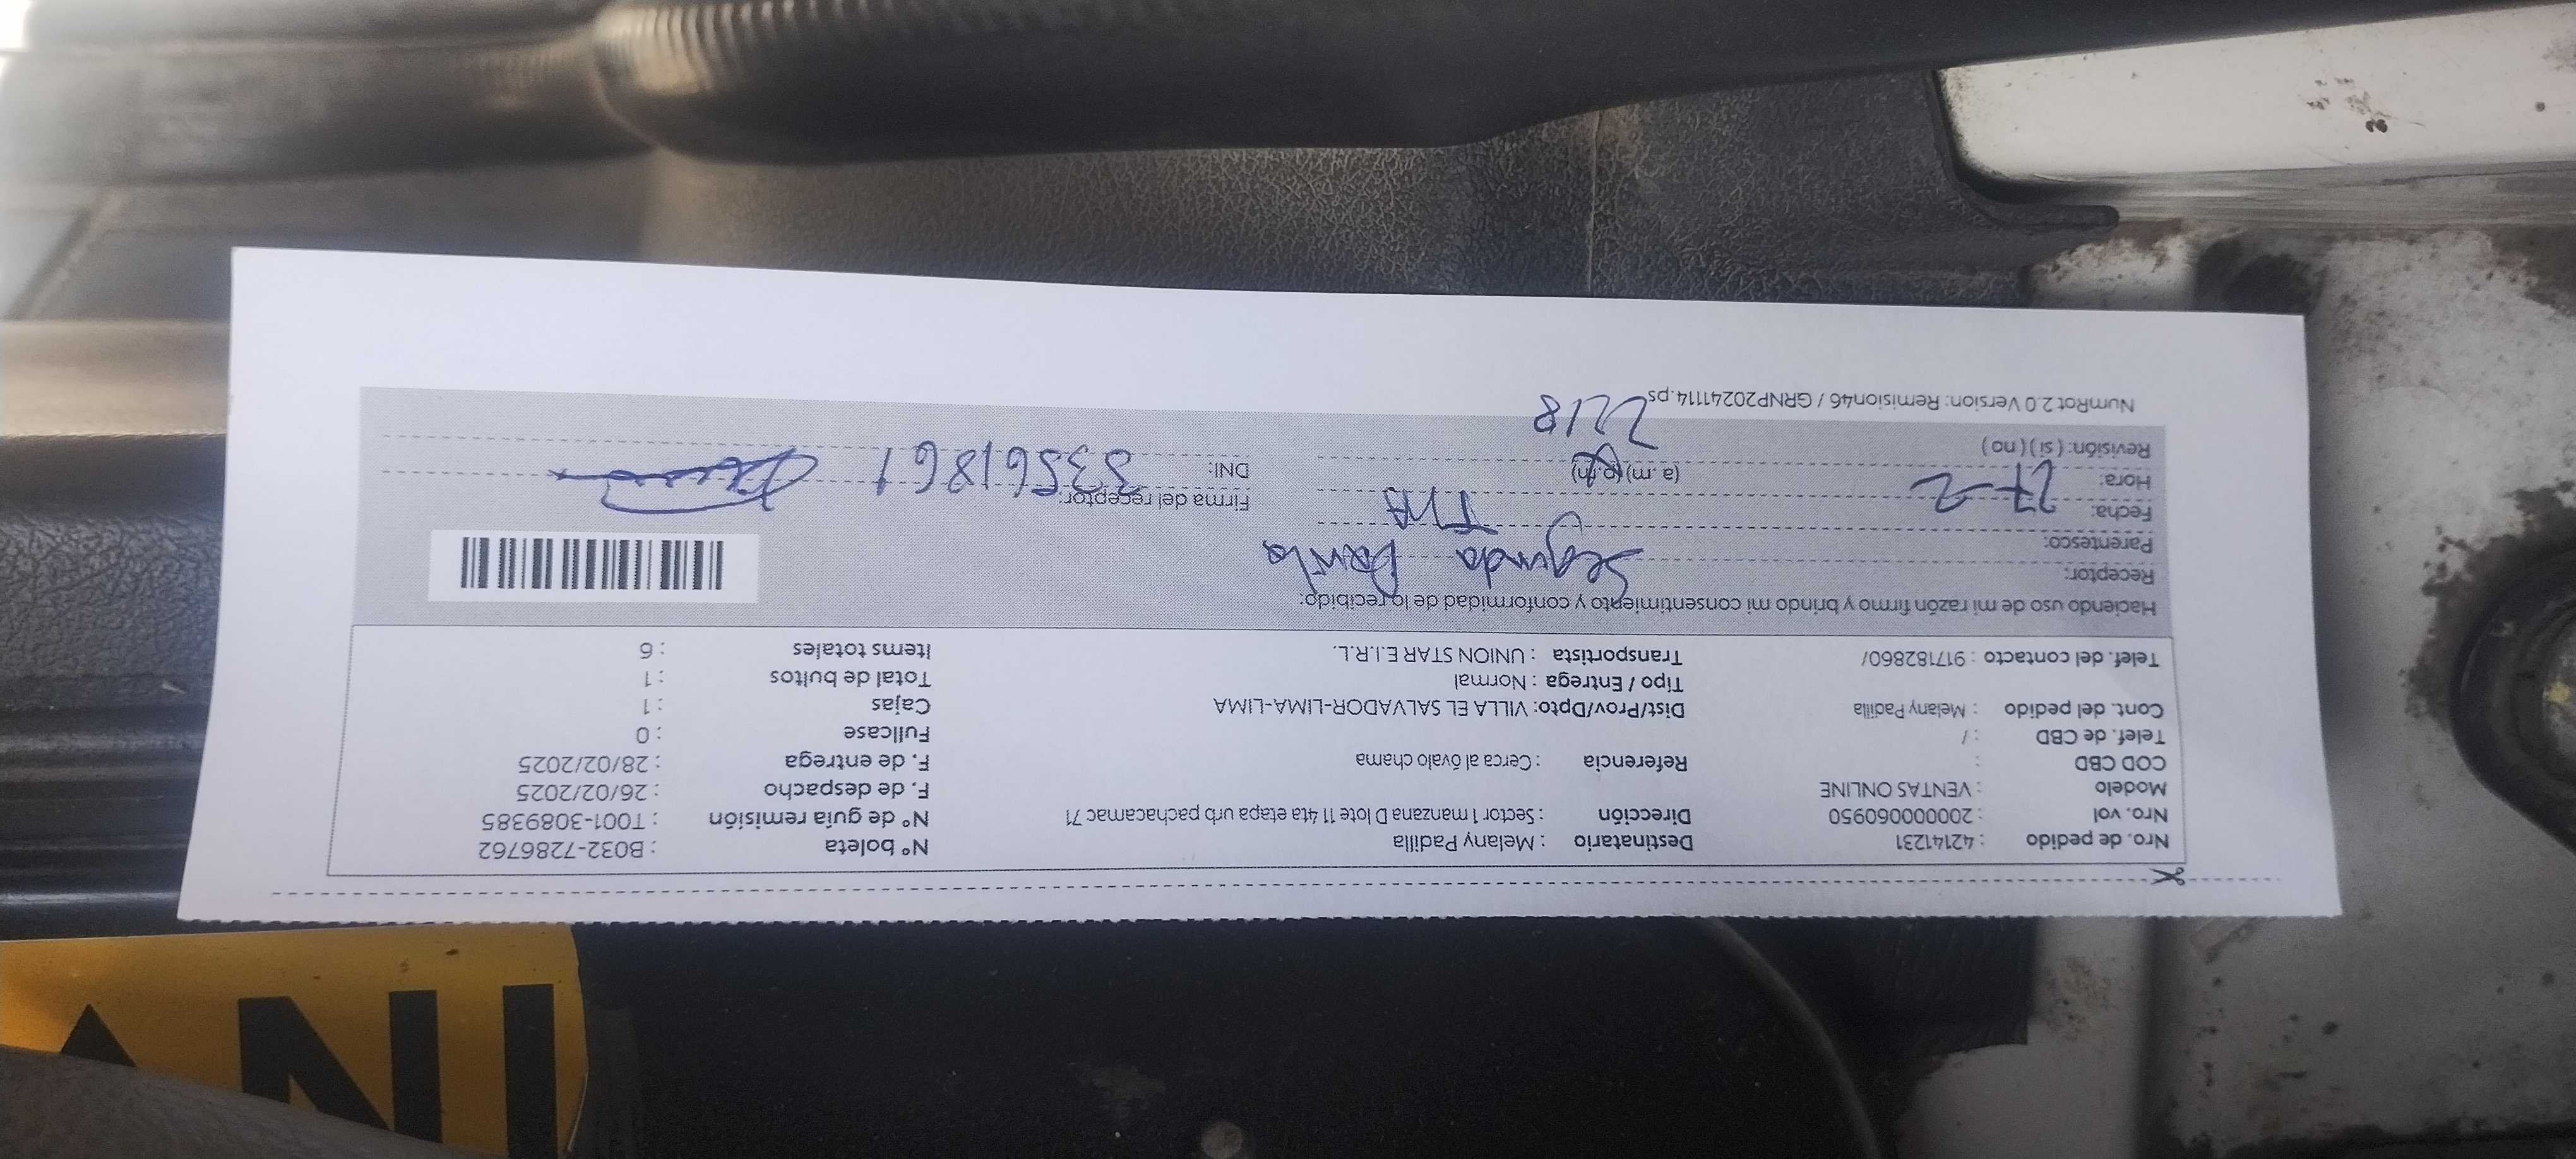 Nro. de pedido : 42141231
Nro. vol : 2000000060950
Modelo : VENTAS ONLINE
COD CBD :
Telef. de CBD : /
Cont. del pedido : Melany Padilla
Telef. del contacto : 917182860/
Destinatario : Melany Padilla
Dirección : Sector 1 manzana D lote 11 4ta etapa urb pachacamac 71
Referencia : Cerca al óvalo chama
Dist/Prov/Dpto: VILLA EL SALVADOR-LIMA-LIMA
Tipo / Entrega : Normal
Transportista : UNION STAR E.I.R.L.
N° boleta : B032-7286762
N° de guía remisión : T001-3089385
F. de despacho : 26/02/2025
F. de entrega : 28/02/2025
Fullcase : 0
Cajas : 1
Total de bultos : 1
Items totales : 6
Haciendo uso de mi razón firmo y brindo mi consentimiento y conformidad de lo recibido:
Receptor: Segunda
Parentesco: TIA
Fecha: 27-2
Hora: (a.m) (p.m)
Revisión: ( si ) ( no )
2218
Firma del receptor:
DNI:
NumRot 2.0 Version: Remision46 / GRNP20241114.ps